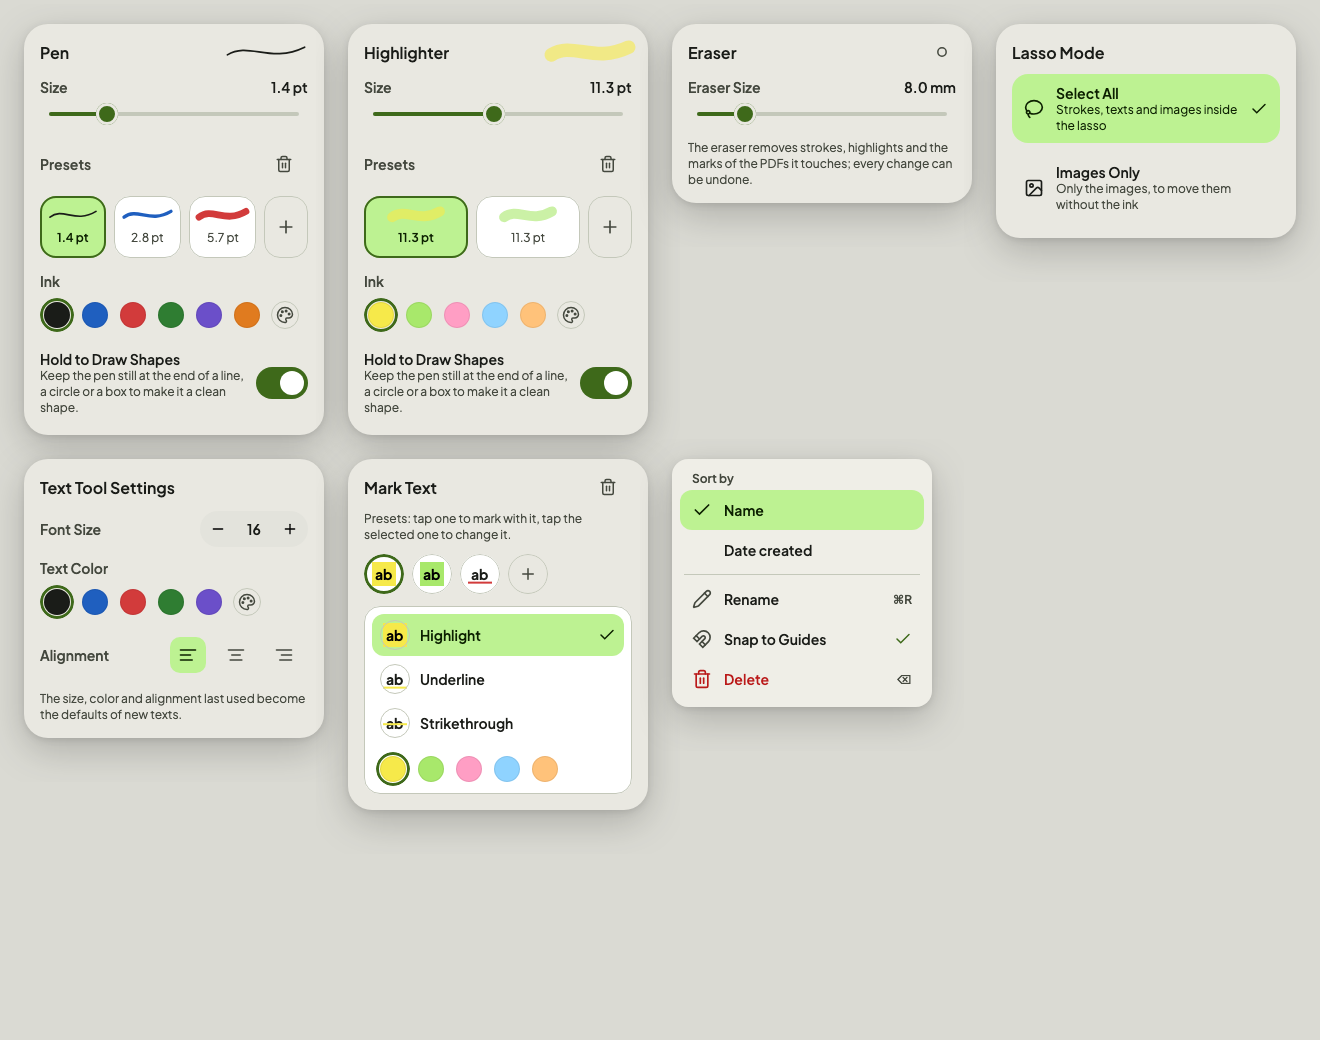 Pen
Size 1.4 pt
Presets
1.4 pt 2.8 pt 5.7 pt
Ink
Hold to Draw Shapes
Keep the pen still at the end of a line,
a circle or a box to make it a clean
shape.
Highlighter
Size 11.3 pt
Presets
11.3 pt 11.3 pt
Ink
Hold to Draw Shapes
Keep the pen still at the end of a line,
a circle or a box to make it a clean
shape.
Eraser
Eraser Size 8.0 mm
The eraser removes strokes, highlights and the
marks of the PDFs it touches; every change can
be undone.
Lasso Mode
Select All
Strokes, texts and images inside
the lasso
Images Only
Only the images, to move them
without the ink
Text Tool Settings
Font Size 16
Text Color
Alignment
The size, color and alignment last used become
the defaults of new texts.
Mark Text
Presets: tap one to mark with it, tap the
selected one to change it.
ab ab ab
ab Highlight
ab Underline
ab Strikethrough
Sort by
Name
Date created
Rename ⌘R
Snap to Guides
Delete ⌫